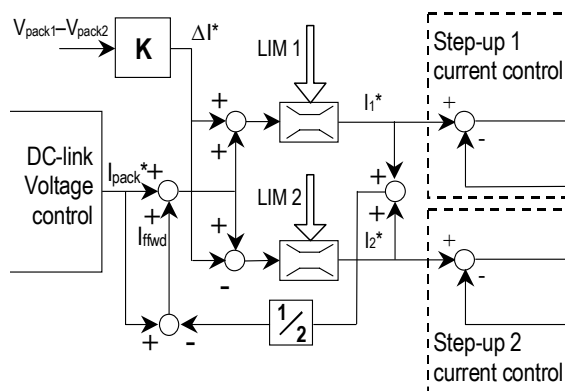 Vpack1–Vpack2
K
ΔI*
LIM 1
Step-up 1
current control
I1*
+
-
+
+
DC-link
Voltage
control
Ipack*
+
+
Iffwd
+
+
LIM 2
I2*
+
-
+
-
+
-
1/2
Step-up 2
current control